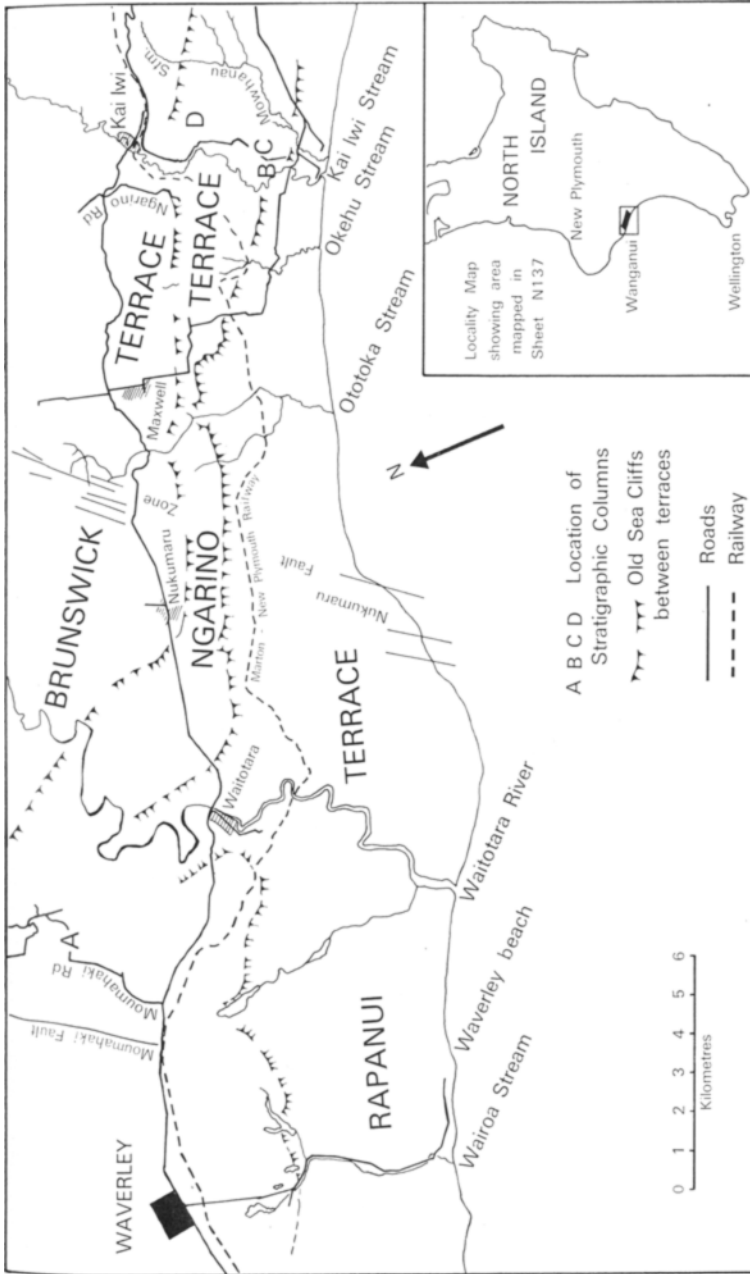 WAVERLEY
Moumahaki Fault
Moumahaki Rd
A
BRUNSWICK
TERRACE
Waitotara
Nukumaru
Zone
Maxwell
Ngarino
Rd
Kai Iwi
Stm.
Mowhanau
D
NGARINO
TERRACE
B
C
Marton - New Plymouth Railway
RAPANUI
TERRACE
Nukumaru
Fault
Wairoa Stream
Waverley beach
Waitotara River
Ototoka Stream
Okehu Stream
Kai Iwi Stream
N
0 1 2 3 4 5 6
Kilometres
A B C D Location of
Stratigraphic Columns
Old Sea Cliffs
between terraces
Roads
Railway
Locality Map
showing area
mapped in
Sheet N137
NORTH
ISLAND
New Plymouth
Wanganui
Wellington